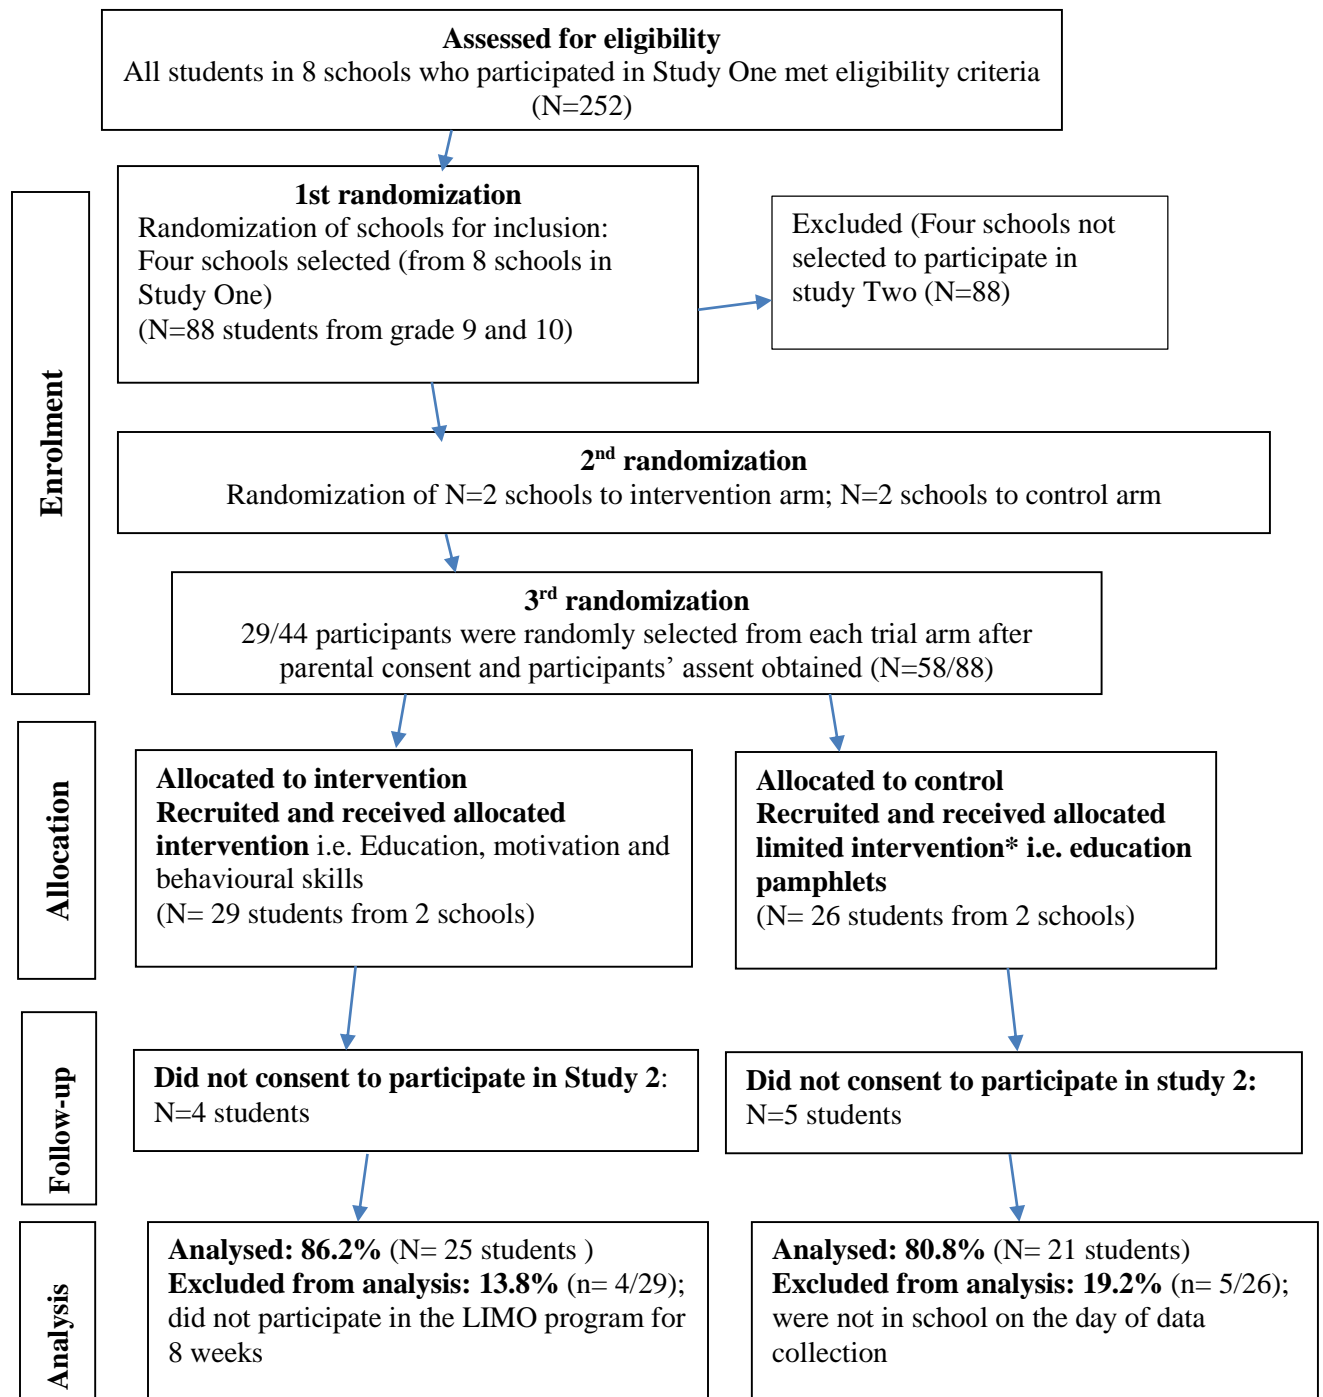 Assessed for eligibility
All students in 8 schools who participated in Study One met eligibility criteria
(N=252)
Enrolment
1st randomization
Randomization of schools for inclusion:
Four schools selected (from 8 schools in
Study One)
(N=88 students from grade 9 and 10)
Excluded (Four schools not
selected to participate in
study Two (N=88)
2nd randomization
Randomization of N=2 schools to intervention arm; N=2 schools to control arm
3rd randomization
29/44 participants were randomly selected from each trial arm after
parental consent and participants’ assent obtained (N=58/88)
Allocation
Allocated to intervention
Recruited and received allocated
intervention i.e. Education, motivation and
behavioural skills
(N= 29 students from 2 schools)
Allocated to control
Recruited and received allocated
limited intervention* i.e. education
pamphlets
(N= 26 students from 2 schools)
Follow-up
Did not consent to participate in Study 2:
N=4 students
Did not consent to participate in study 2:
N=5 students
Analysis
Analysed: 86.2% (N= 25 students )
Excluded from analysis: 13.8% (n= 4/29);
did not participate in the LIMO program for
8 weeks
Analysed: 80.8% (N= 21 students)
Excluded from analysis: 19.2% (n= 5/26);
were not in school on the day of data
collection